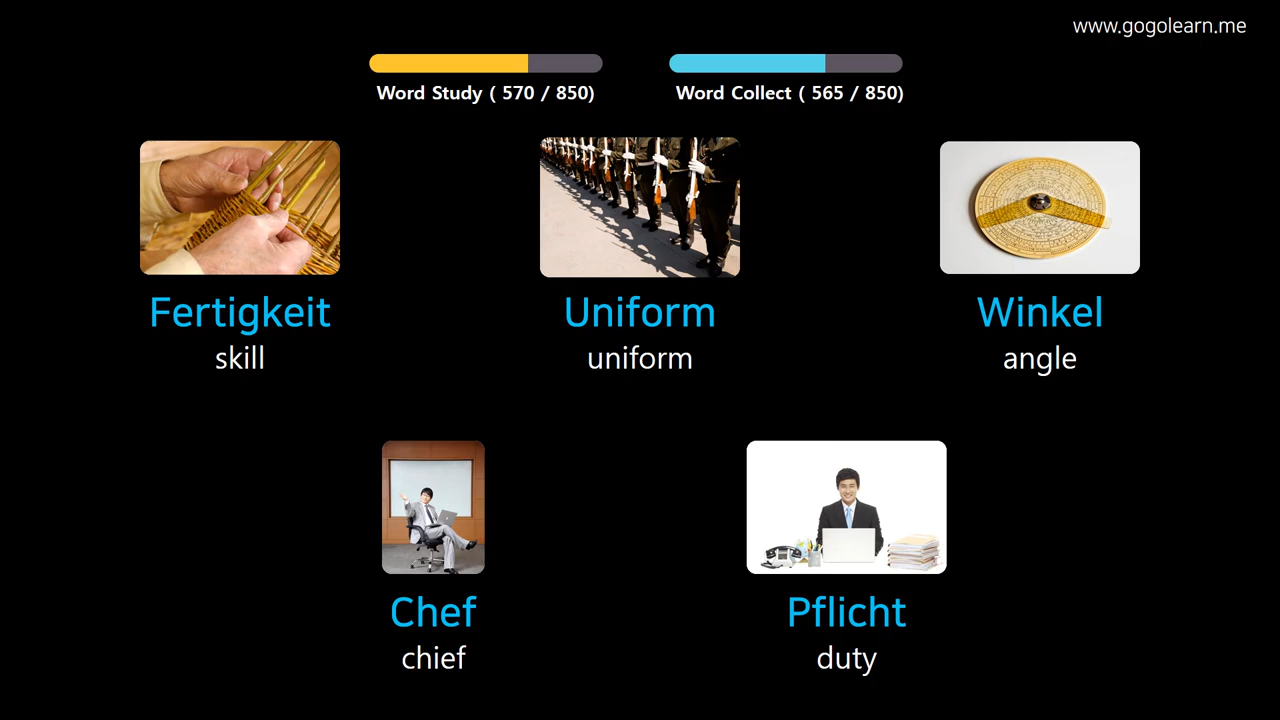 www.gogolearn.me
Word Study ( 570 / 850)
Word Collect ( 565 / 850)
Fertigkeit
skill
Uniform
uniform
Winkel
angle
Chef
chief
Pflicht
duty